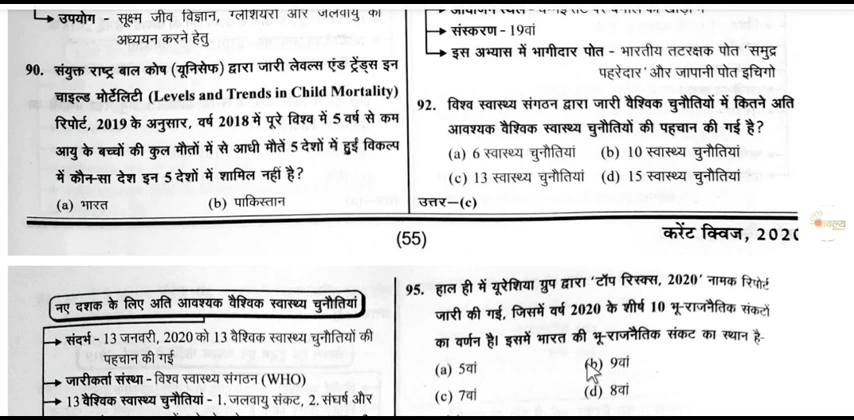 उपयोग - सूक्ष्म जीव विज्ञान, ग्लेशियरों और जलवायु का
अध्ययन करने हेतु
90. संयुक्त राष्ट्र बाल कोष (यूनिसेफ) द्वारा जारी लेवल्स एंड ट्रेंड्स इन
चाइल्ड मोर्टेलिटी (Levels and Trends in Child Mortality)
रिपोर्ट, 2019 के अनुसार, वर्ष 2018 में पूरे विश्व में 5 वर्ष से कम
आयु के बच्चों की कुल मौतों में से आधी मौतें 5 देशों में हुईं विकल्प
में कौन-सा देश इन 5 देशों में शामिल नहीं है?
(a) भारत (b) पाकिस्तान
संस्करण - 19वां
इस अभ्यास में भागीदार पोत - भारतीय तटरक्षक पोत 'समुद्र
पहरेदार' और जापानी पोत इचिगो
92. विश्व स्वास्थ्य संगठन द्वारा जारी वैश्विक चुनौतियों में कितने अति
आवश्यक वैश्विक स्वास्थ्य चुनौतियों की पहचान की गई है?
(a) 6 स्वास्थ्य चुनौतियां (b) 10 स्वास्थ्य चुनौतियां
(c) 13 स्वास्थ्य चुनौतियां (d) 15 स्वास्थ्य चुनौतियां
उत्तर—(c)
(55)
करेंट क्विज, 2020
नए दशक के लिए अति आवश्यक वैश्विक स्वास्थ्य चुनौतियां
संदर्भ - 13 जनवरी, 2020 को 13 वैश्विक स्वास्थ्य चुनौतियों की
पहचान की गई
जारीकर्ता संस्था - विश्व स्वास्थ्य संगठन (WHO)
13 वैश्विक स्वास्थ्य चुनौतियां - 1. जलवायु संकट, 2. संघर्ष और
95. हाल ही में यूरेशिया ग्रुप द्वारा 'टॉप रिस्क्स, 2020' नामक रिपोर्ट
जारी की गई, जिसमें वर्ष 2020 के शीर्ष 10 भू-राजनैतिक संकटों
का वर्णन है। इसमें भारत की भू-राजनैतिक संकट का स्थान है-
(a) 5वां (b) 9वां
(c) 7वां (d) 8वां